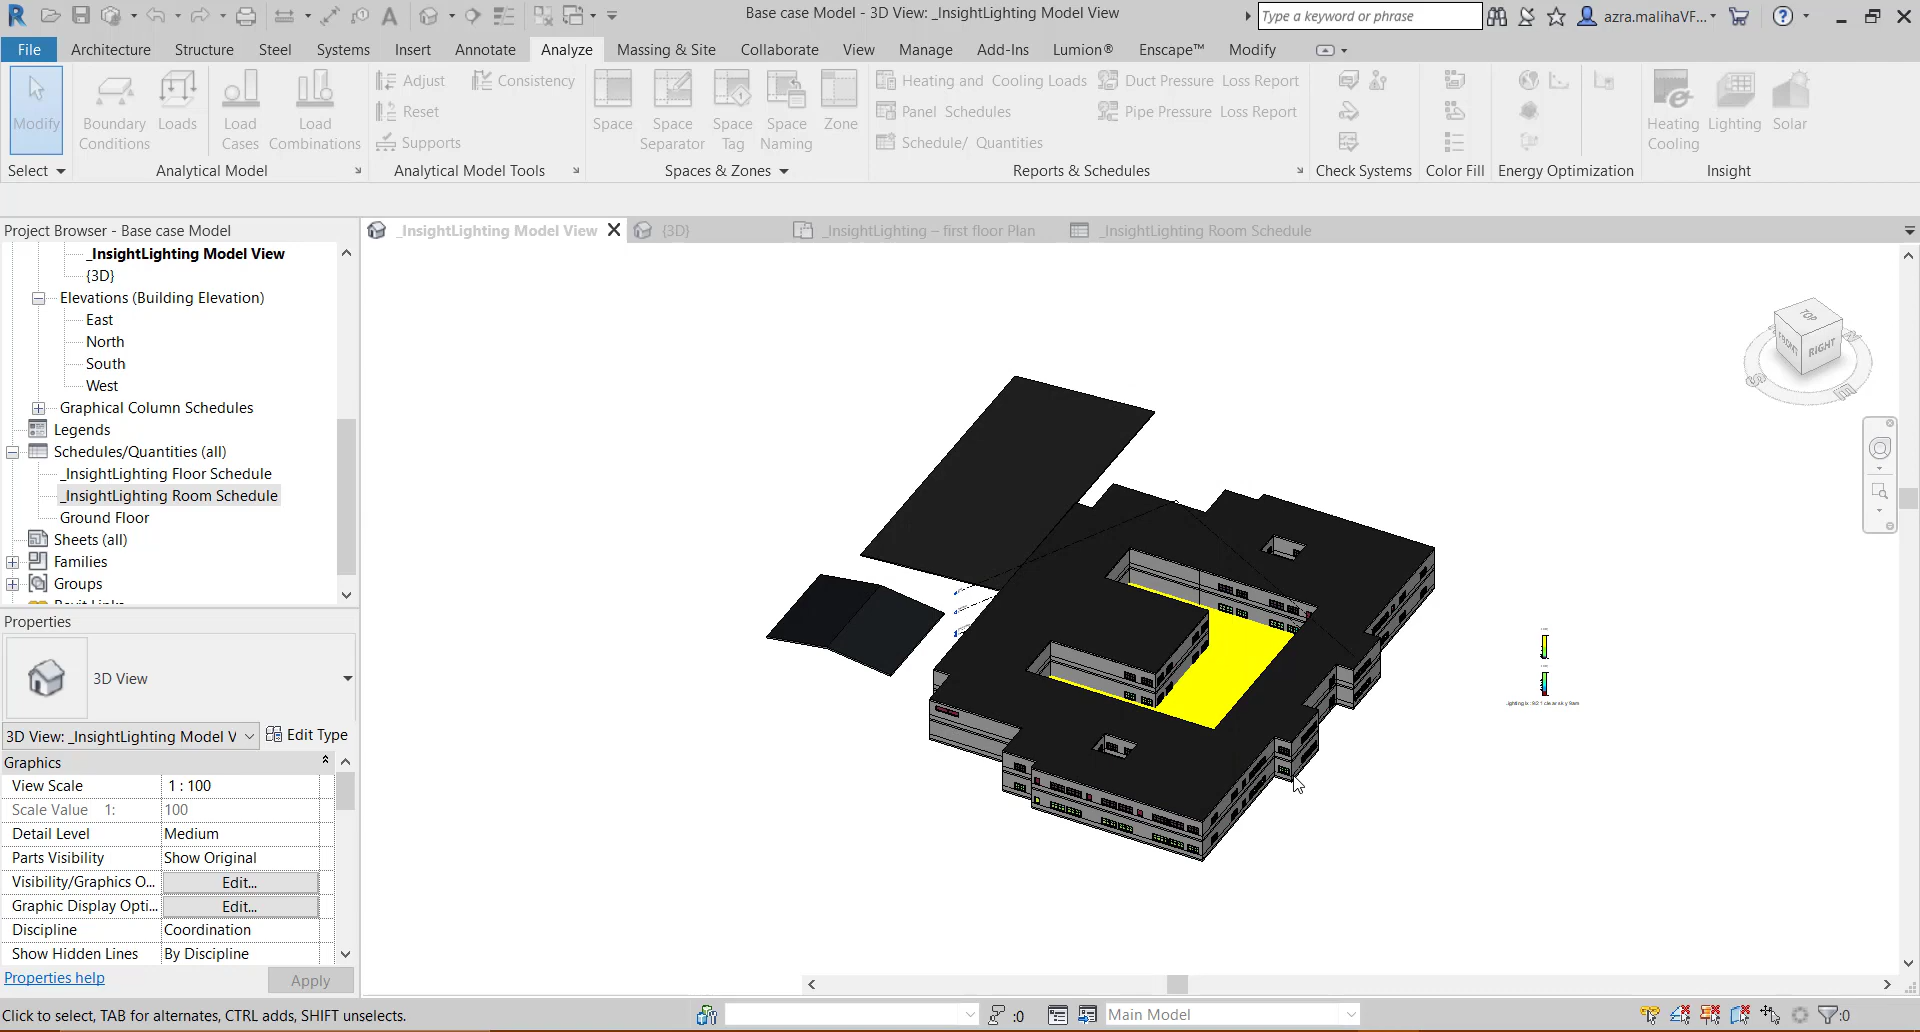 Base case Model - 3D View: _InsightLighting Model View
Type a keyword or phrase
azra.malihaVF...
File Architecture Structure Steel Systems Insert Annotate Analyze Massing & Site Collaborate View Manage Add-Ins Lumion® Enscape™ Modify
Modify
Boundary Conditions
Loads
Load Cases
Load Combinations
Adjust
Reset
Supports
Consistency
Space
Space Separator
Space Tag
Space Naming
Zone
Heating and Cooling Loads
Panel Schedules
Schedule/ Quantities
Duct Pressure Loss Report
Pipe Pressure Loss Report
Heating Cooling
Lighting
Solar
Select
Analytical Model
Analytical Model Tools
Spaces & Zones
Reports & Schedules
Check Systems
Color Fill
Energy Optimization
Insight
Project Browser - Base case Model
_InsightLighting Model View
{3D}
_InsightLighting – first floor Plan
_InsightLighting Room Schedule
_InsightLighting Model View
{3D}
Elevations (Building Elevation)
East
North
South
West
Graphical Column Schedules
Legends
Schedules/Quantities (all)
_InsightLighting Floor Schedule
_InsightLighting Room Schedule
Ground Floor
Sheets (all)
Families
Groups
Revit Links
Properties
3D View
3D View: _InsightLighting Model V
Edit Type
Graphics
View Scale 1 : 100
Scale Value 1: 100
Detail Level Medium
Parts Visibility Show Original
Visibility/Graphics O... Edit...
Graphic Display Opti... Edit...
Discipline Coordination
Show Hidden Lines By Discipline
Properties help
Apply
TOP
FRONT
RIGHT
S
E
Click to select, TAB for alternates, CTRL adds, SHIFT unselects.
:0
Main Model
:0